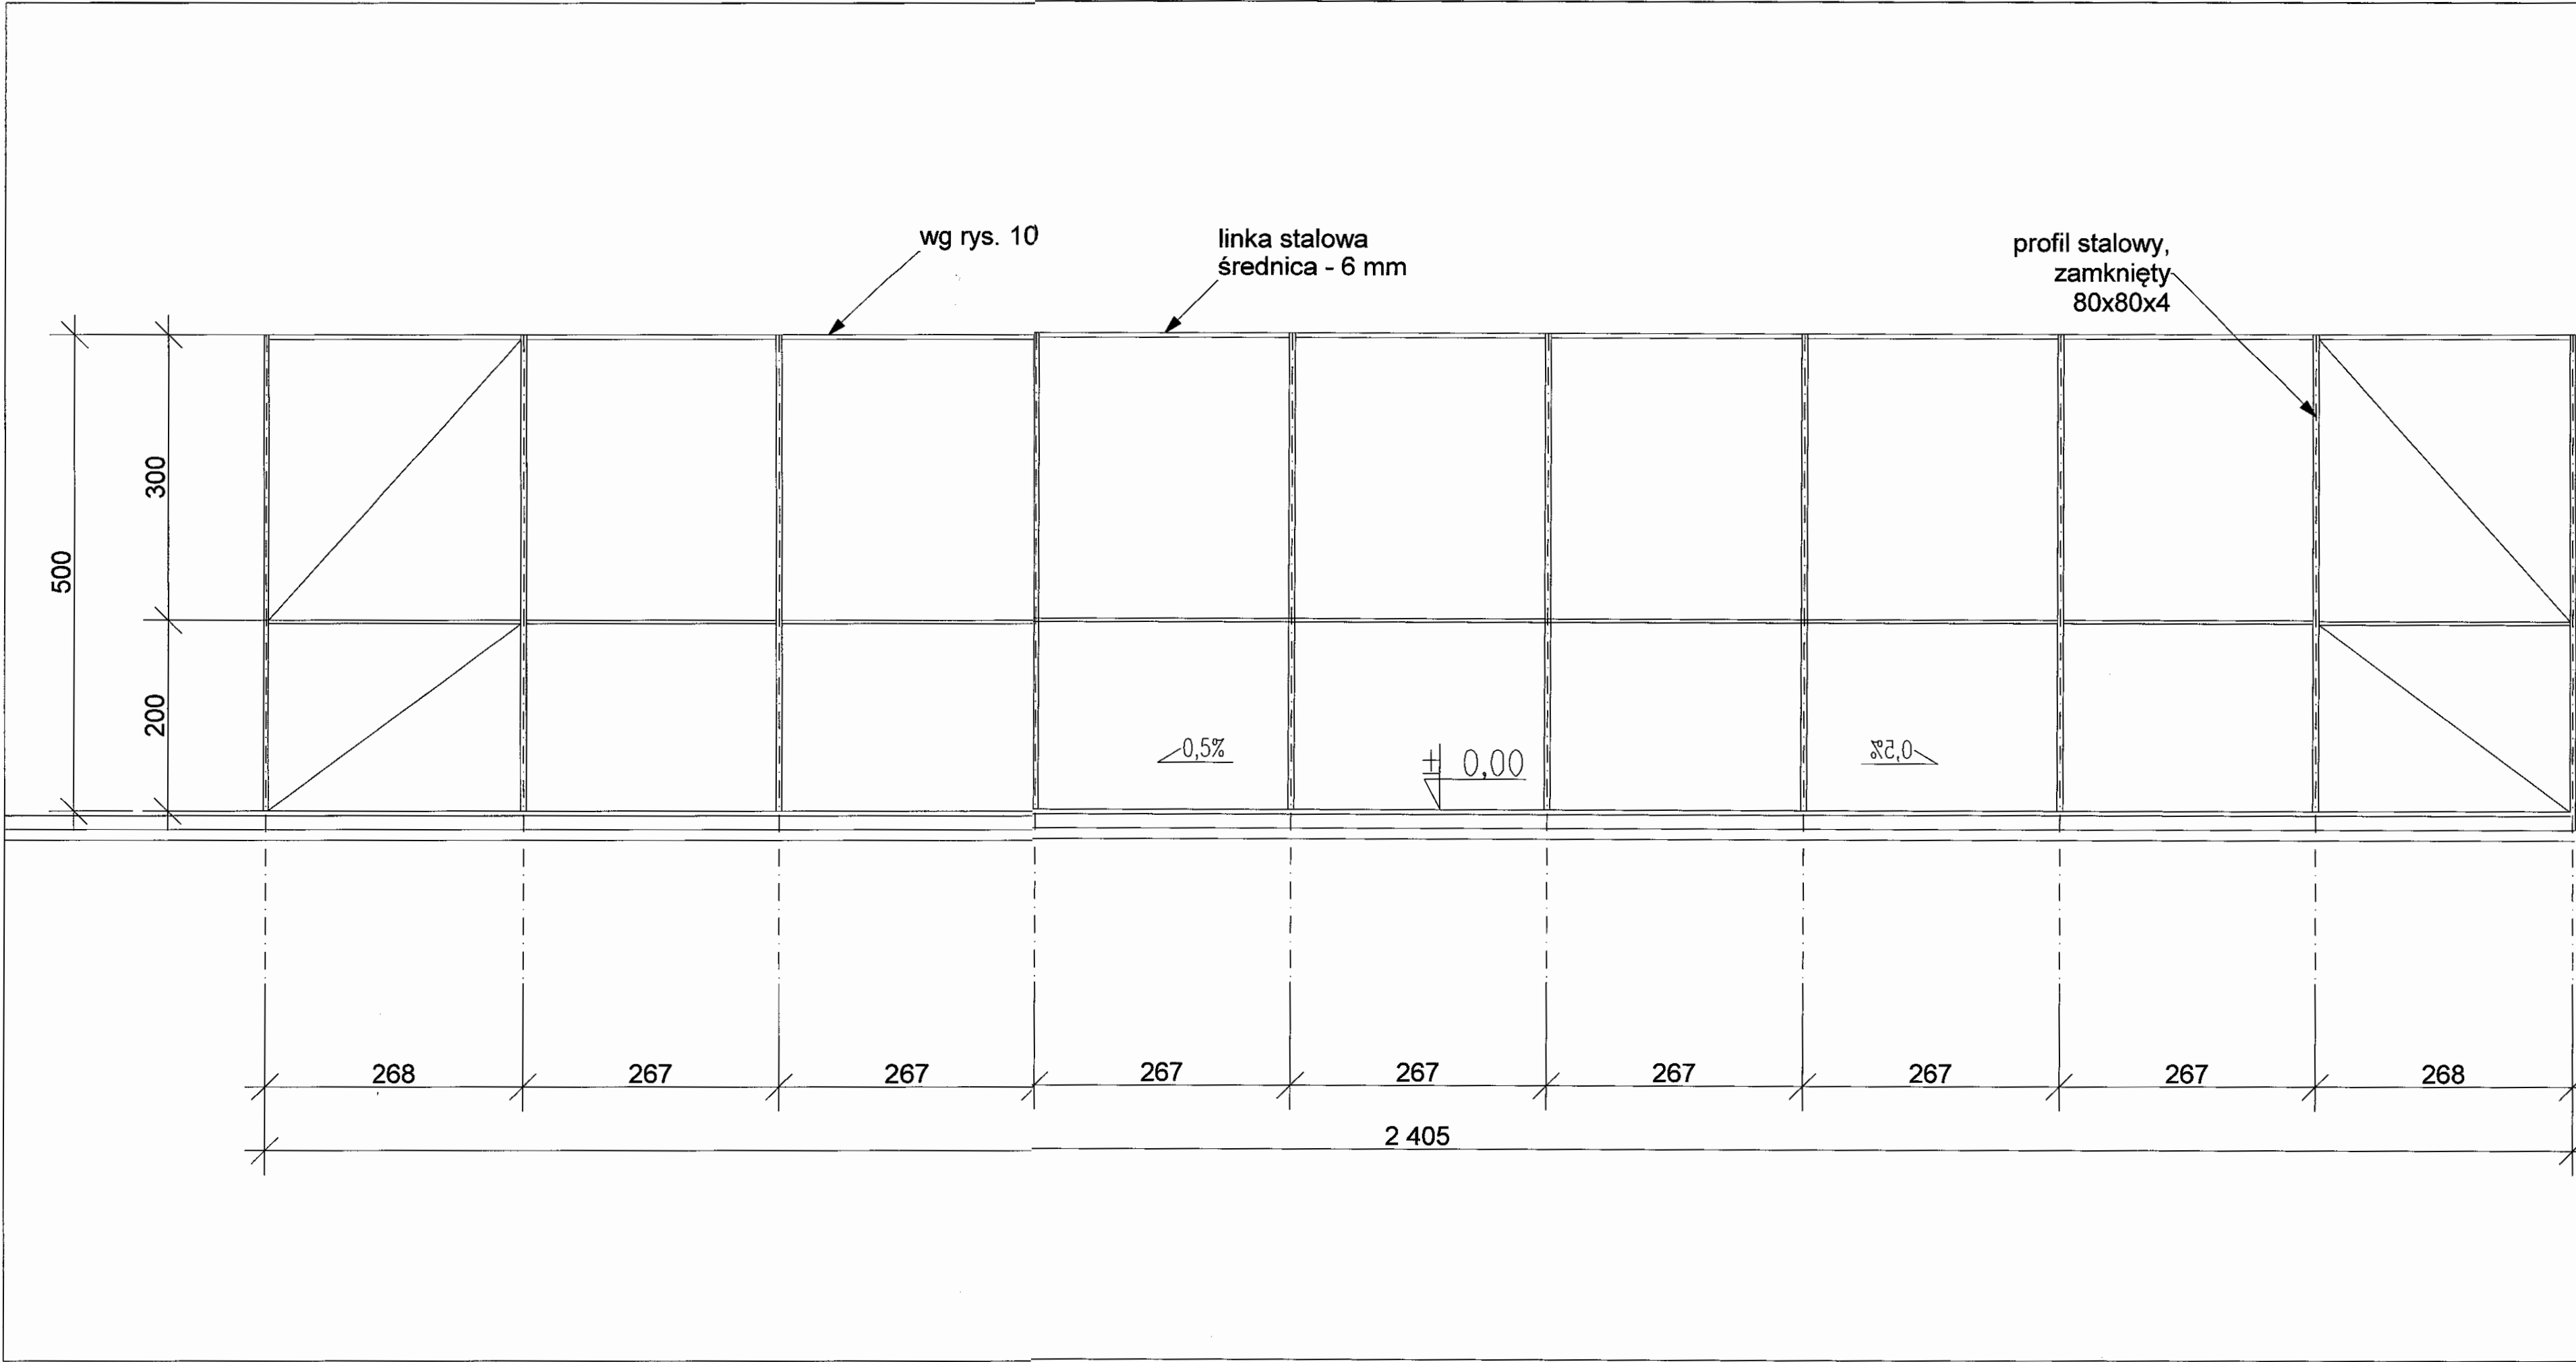 wg rys. 10
linka stalowa
średnica - 6 mm
profil stalowy,
zamknięty
80x80x4
500
300
200
0,5%
± 0,00
0,5%
268
267
267
267
267
267
267
267
268
2 405